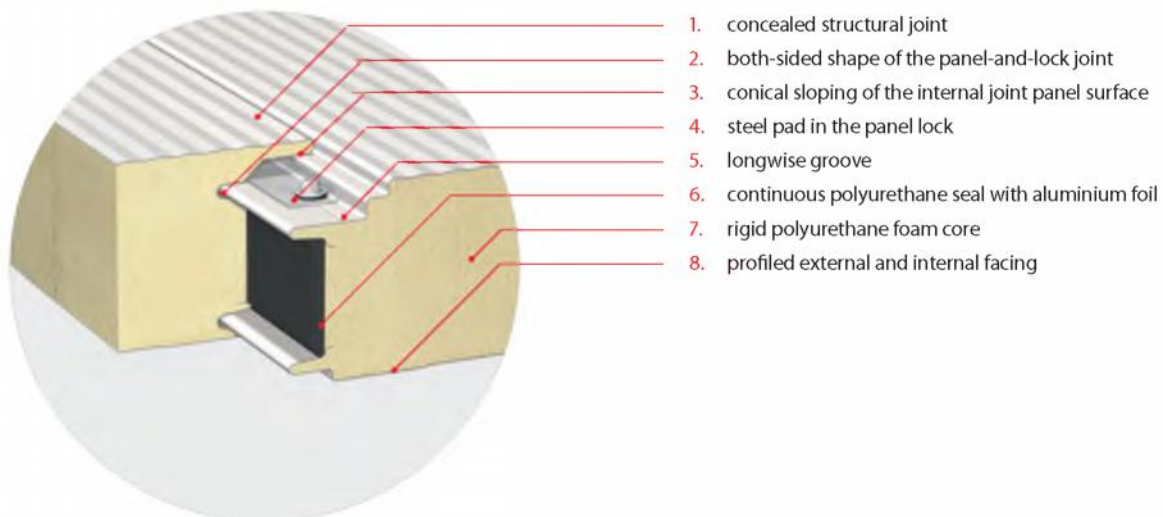 1. concealed structural joint
2. both-sided shape of the panel-and-lock joint
3. conical sloping of the internal joint panel surface
4. steel pad in the panel lock
5. longwise groove
6. continuous polyurethane seal with aluminium foil
7. rigid polyurethane foam core
8. profiled external and internal facing